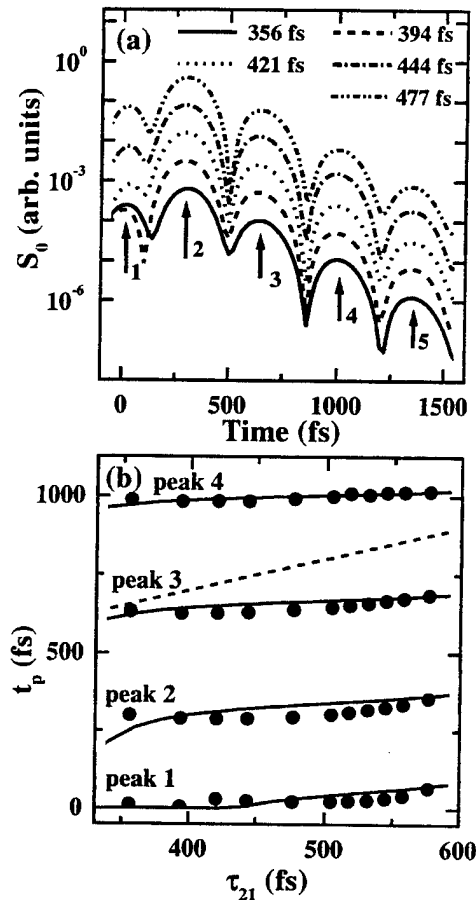 (a)
356 fs
394 fs
421 fs
444 fs
477 fs
10^0
10^-3
10^-6
S_0 (arb. units)
1
2
3
4
5
0
500
1000
1500
Time (fs)
(b)
peak 4
1000
peak 3
500
peak 2
peak 1
0
t_p (fs)
400
500
600
τ_21 (fs)